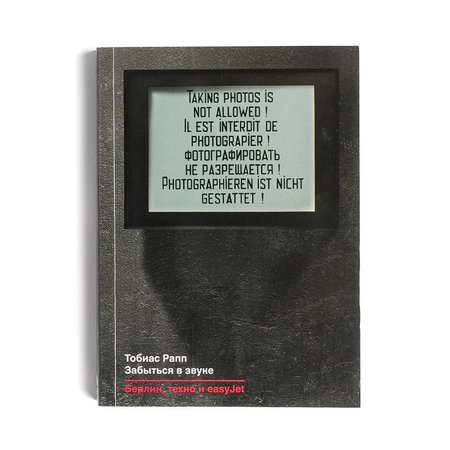 Taking photos is
not allowed !
Il est interdit de
photograpier !
фотографировать
не разрешается !
Photographieren ist nicht
gestattet !
Тобиас Рапп
Забыться в звуке
Берлин, техно и easyJet